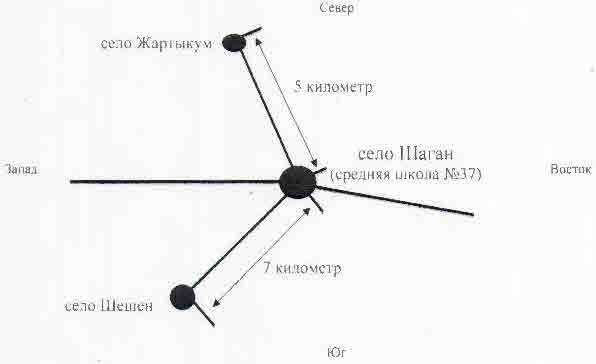 Север
село Жартыкум
5 километр
село Шаган
(средняя школа №37)
Запад
Восток
7 километр
село Шешен
Юг